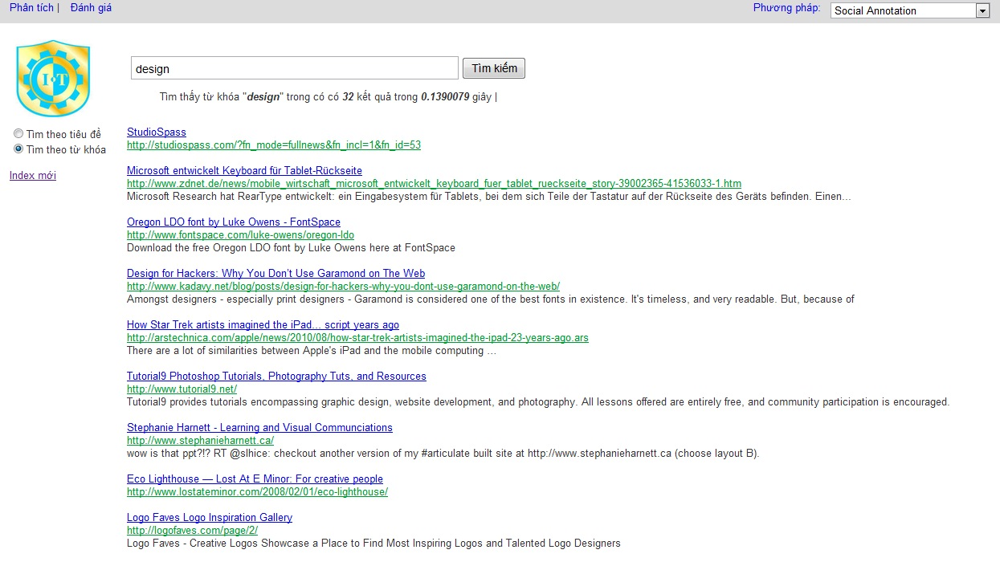 Phân tích | Đánh giá
Phương pháp: Social Annotation
I·T
design Tìm kiếm
Tìm thấy từ khóa "design" trong có có 32 kết quả trong 0.1390079 giây |
Tìm theo tiêu đề
Tìm theo từ khóa
Index mới
StudioSpass
http://studiospass.com/?fn_mode=fullnews&fn_incl=1&fn_id=53
Microsoft entwickelt Keyboard für Tablet-Rückseite
http://www.zdnet.de/news/mobile_wirtschaft_microsoft_entwickelt_keyboard_fuer_tablet_rueckseite_story-39002365-41536033-1.htm
Microsoft Research hat RearType entwickelt: ein Eingabesystem für Tablets, bei dem sich Teile der Tastatur auf der Rückseite des Geräts befinden. Einen...
Oregon LDO font by Luke Owens - FontSpace
http://www.fontspace.com/luke-owens/oregon-ldo
Download the free Oregon LDO font by Luke Owens here at FontSpace
Design for Hackers: Why You Don’t Use Garamond on The Web
http://www.kadavy.net/blog/posts/design-for-hackers-why-you-dont-use-garamond-on-the-web/
Amongst designers - especially print designers - Garamond is considered one of the best fonts in existence. It's timeless, and very readable. But, because of
How Star Trek artists imagined the iPad... script years ago
http://arstechnica.com/apple/news/2010/08/how-star-trek-artists-imagined-the-ipad-23-years-ago.ars
There are a lot of similarities between Apple's iPad and the mobile computing ...
Tutorial9 Photoshop Tutorials, Photography Tuts, and Resources
http://www.tutorial9.net/
Tutorial9 provides tutorials encompassing graphic design, website development, and photography. All lessons offered are entirely free, and community participation is encouraged.
Stephanie Harnett - Learning and Visual Communciations
http://www.stephanieharnett.ca/
wow is that ppt?!? RT @slhice: checkout another version of my #articulate built site at http://www.stephanieharnett.ca (choose layout B).
Eco Lighthouse — Lost At E Minor: For creative people
http://www.lostateminor.com/2008/02/01/eco-lighthouse/
Logo Faves Logo Inspiration Gallery
http://logofaves.com/page/2/
Logo Faves - Creative Logos Showcase a Place to Find Most Inspiring Logos and Talented Logo Designers